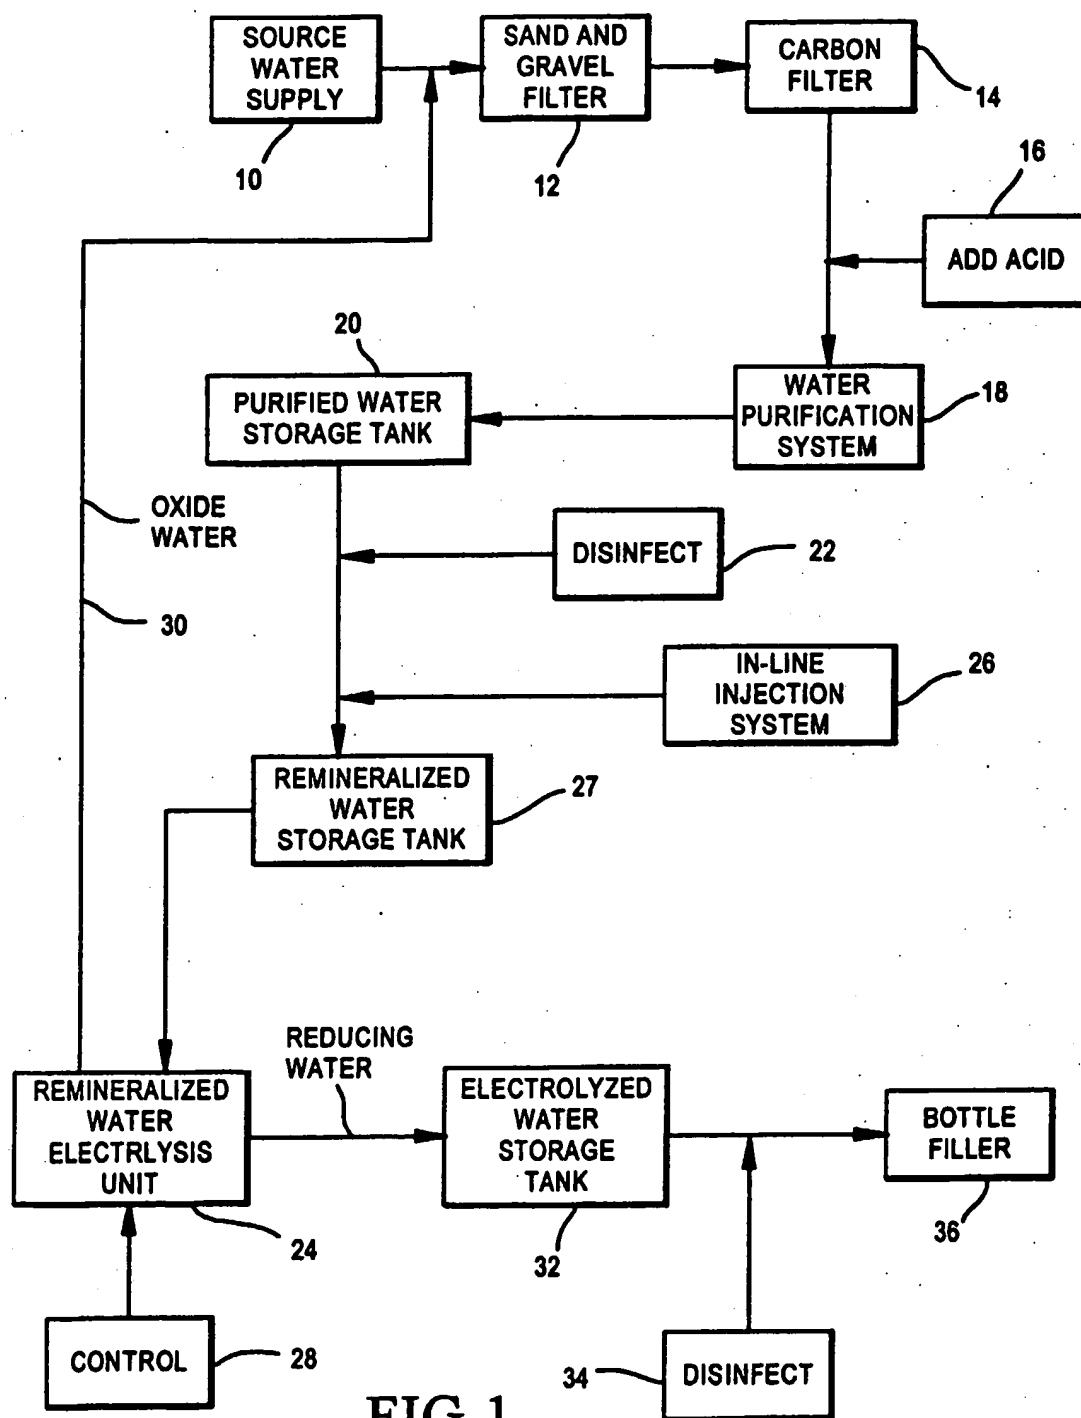 SOURCE
WATER
SUPPLY
10
SAND AND
GRAVEL
FILTER
12
CARBON
FILTER
14
16
ADD ACID
20
PURIFIED WATER
STORAGE TANK
WATER
PURIFICATION
SYSTEM
18
OXIDE
WATER
DISINFECT
22
30
IN-LINE
INJECTION
SYSTEM
26
REMINERALIZED
WATER
STORAGE TANK
27
REDUCING
WATER
REMINERALIZED
WATER
ELECTRLYSIS
UNIT
24
ELECTROLYZED
WATER
STORAGE
TANK
32
BOTTLE
FILLER
36
CONTROL
28
34
DISINFECT
FIG. 1